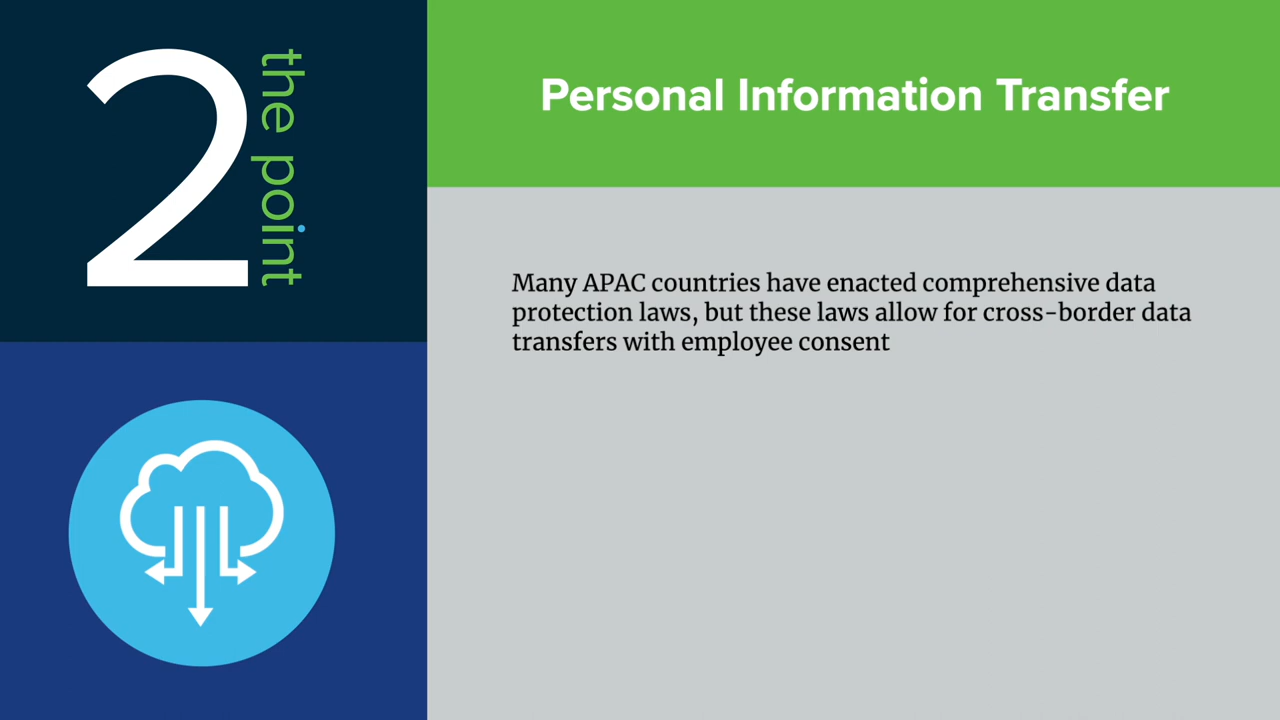 2
the point
Personal Information Transfer
Many APAC countries have enacted comprehensive data
protection laws, but these laws allow for cross-border data
transfers with employee consent